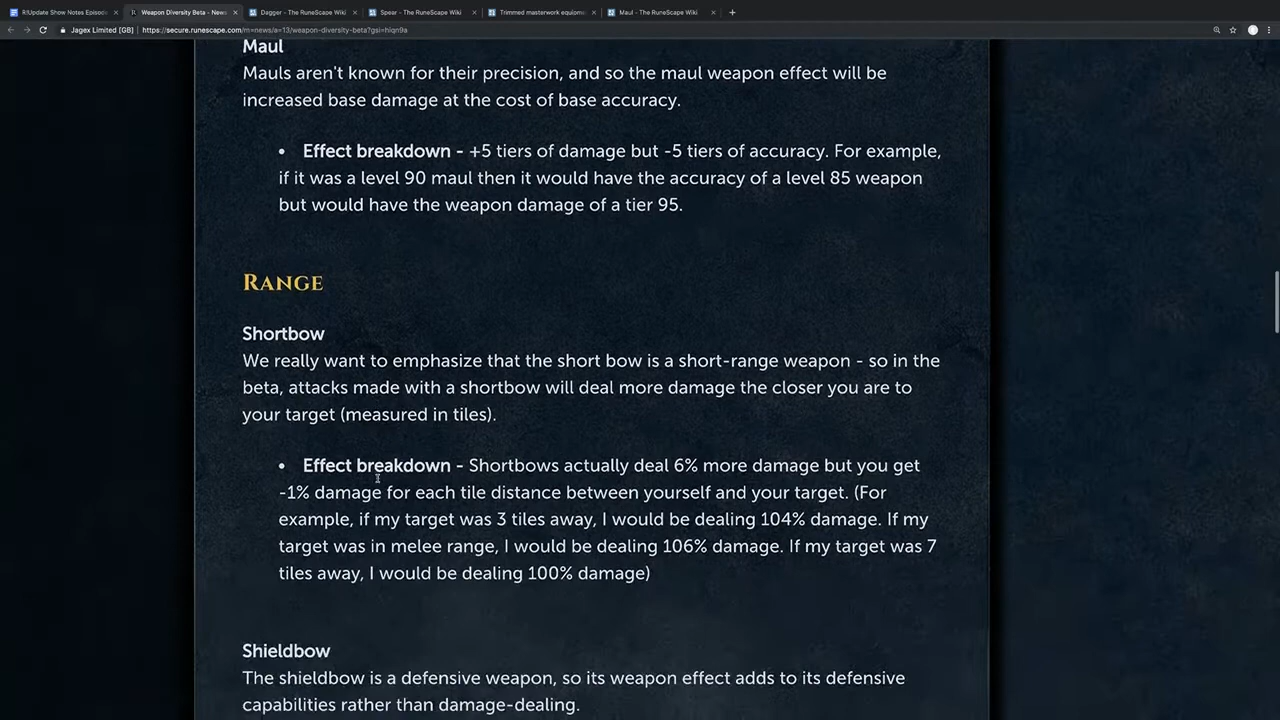 R!Update Show Notes Episode
Weapon Diversity Beta - News
Dagger - The RuneScape Wiki
Spear - The RuneScape Wiki
Trimmed masterwork equipm
Maul - The RuneScape Wiki
Jagex Limited [GB] | https://secure.runescape.com/m=news/a=13/weapon-diversity-beta?gsi=hiqn9a
Maul
Mauls aren't known for their precision, and so the maul weapon effect will be
increased base damage at the cost of base accuracy.
• Effect breakdown - +5 tiers of damage but -5 tiers of accuracy. For example,
if it was a level 90 maul then it would have the accuracy of a level 85 weapon
but would have the weapon damage of a tier 95.
RANGE
Shortbow
We really want to emphasize that the short bow is a short-range weapon - so in the
beta, attacks made with a shortbow will deal more damage the closer you are to
your target (measured in tiles).
• Effect breakdown - Shortbows actually deal 6% more damage but you get
-1% damage for each tile distance between yourself and your target. (For
example, if my target was 3 tiles away, I would be dealing 104% damage. If my
target was in melee range, I would be dealing 106% damage. If my target was 7
tiles away, I would be dealing 100% damage)
Shieldbow
The shieldbow is a defensive weapon, so its weapon effect adds to its defensive
capabilities rather than damage-dealing.